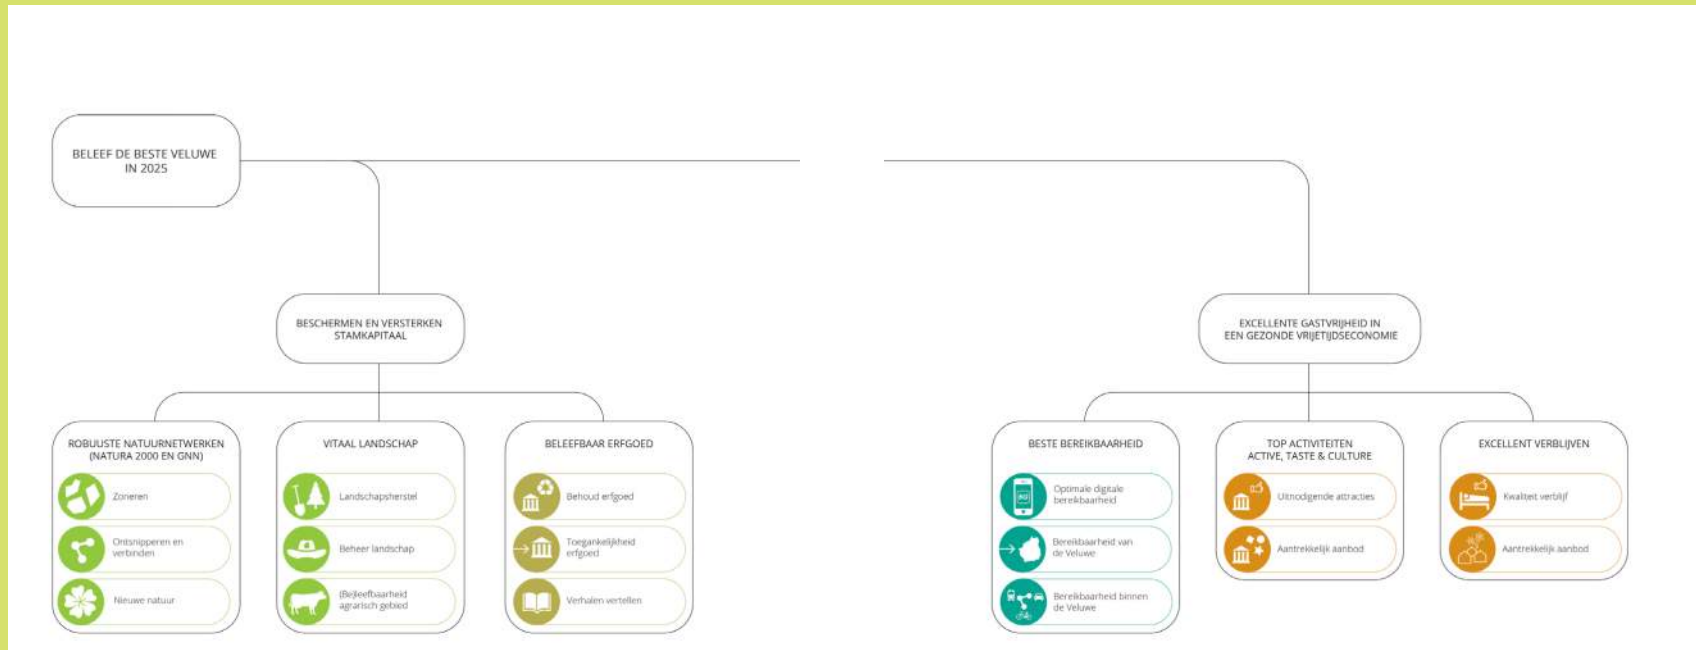 BELEEF DE BESTE VELUWE
IN 2025
BESCHERMEN EN VERSTERKEN
STAMKAPITAAL
EXCELLENTE GASTVRIJHEID IN
EEN GEZONDE VRIJETIJDSECONOMIE
ROBUUSTE NATUURNETWERKEN
(NATURA 2000 EN GNN)
Zoneren
Ontsnipperen en
verbinden
Nieuwe natuur
VITAAL LANDSCHAP
Landschapsherstel
Beheer landschap
(Be)leefbaarheid
agrarisch gebied
BELEEFBAAR ERFGOED
Behoud erfgoed
Toegankelijkheid
erfgoed
Verhalen vertellen
BESTE BEREIKBAARHEID
Optimale digitale
bereikbaarheid
Bereikbaarheid van
de Veluwe
Bereikbaarheid binnen
de Veluwe
TOP ACTIVITEITEN
ACTIVE, TASTE & CULTURE
Uitnodigende attracties
Aantrekkelijk aanbod
EXCELLENT VERBLIJVEN
Kwaliteit verblijf
Aantrekkelijk aanbod